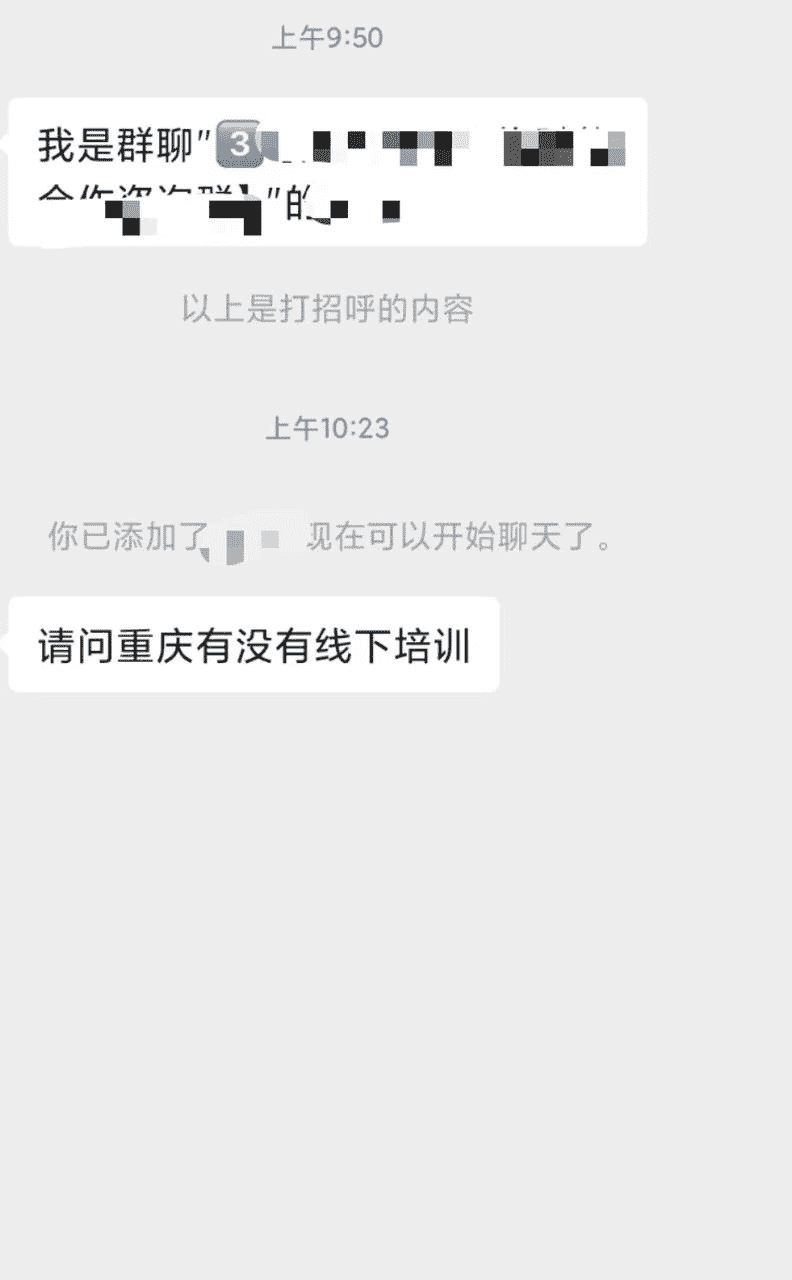 上午9:50
我是群聊"3
"的
以上是打招呼的内容
上午10:23
你已添加了 现在可以开始聊天了。
请问重庆有没有线下培训